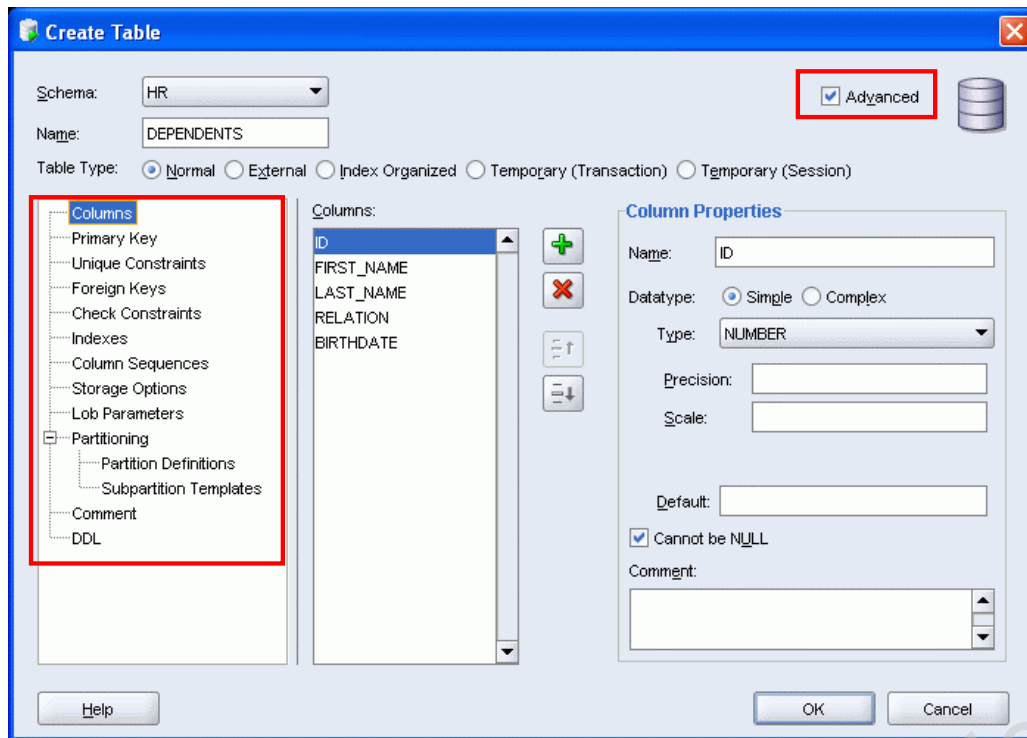 Create Table
Schema: HR
Advanced
Name: DEPENDENTS
Table Type: Normal External Index Organized Temporary (Transaction) Temporary (Session)
Columns
Primary Key
Unique Constraints
Foreign Keys
Check Constraints
Indexes
Column Sequences
Storage Options
Lob Parameters
Partitioning
Partition Definitions
Subpartition Templates
Comment
DDL
Columns:
ID
FIRST_NAME
LAST_NAME
RELATION
BIRTHDATE
Column Properties
Name: ID
Datatype: Simple Complex
Type: NUMBER
Precision:
Scale:
Default:
Cannot be NULL
Comment:
Help
OK
Cancel